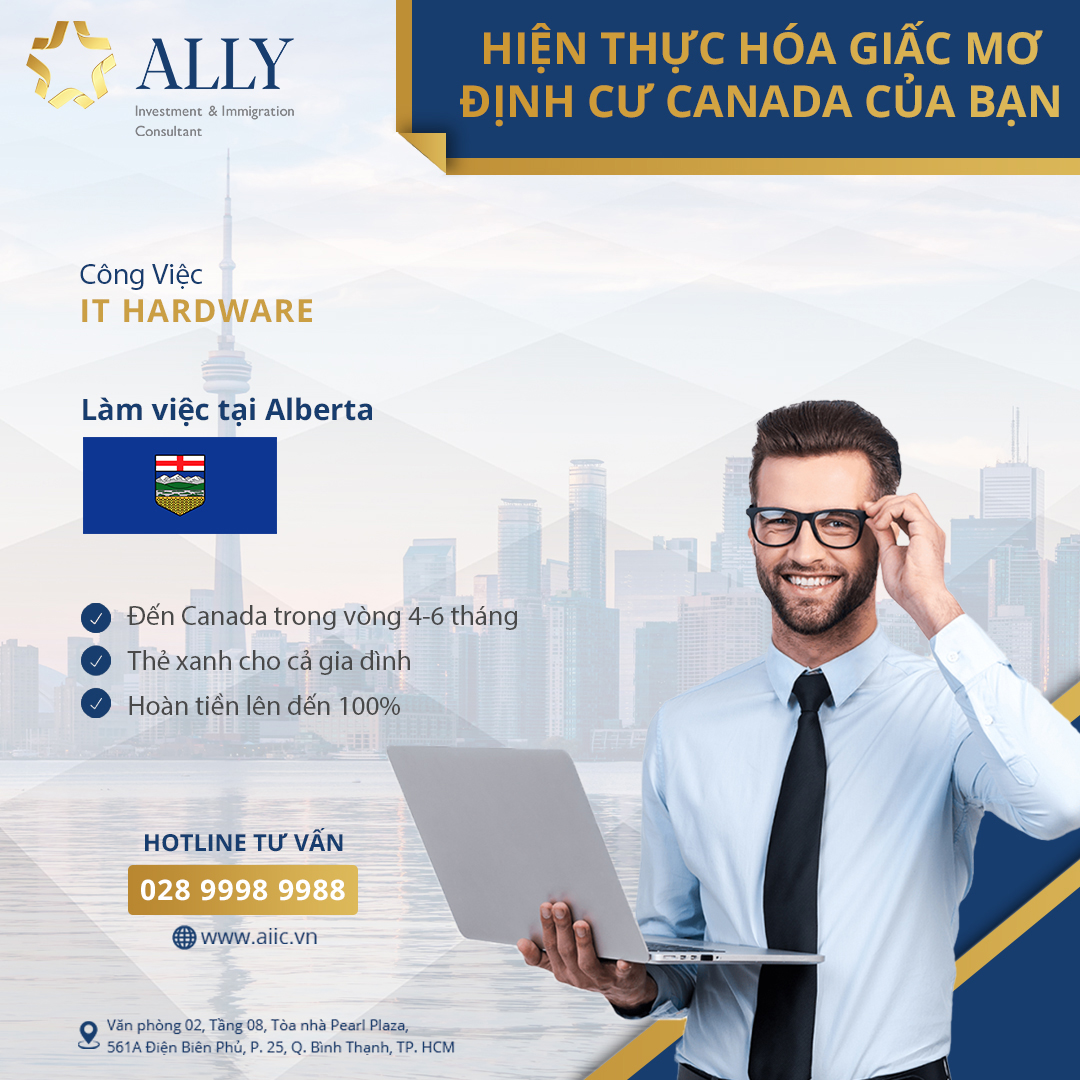 ALLY
Investment & Immigration
Consultant
HIỆN THỰC HÓA GIẤC MƠ
ĐỊNH CƯ CANADA CỦA BẠN
Công Việc
IT HARDWARE
Làm việc tại Alberta
Đến Canada trong vòng 4-6 tháng
Thẻ xanh cho cả gia đình
Hoàn tiền lên đến 100%
HOTLINE TƯ VẤN
028 9998 9988
www.aiic.vn
Văn phòng 02, Tầng 08, Tòa nhà Pearl Plaza,
561A Điện Biên Phủ, P. 25, Q. Bình Thạnh, TP. HCM